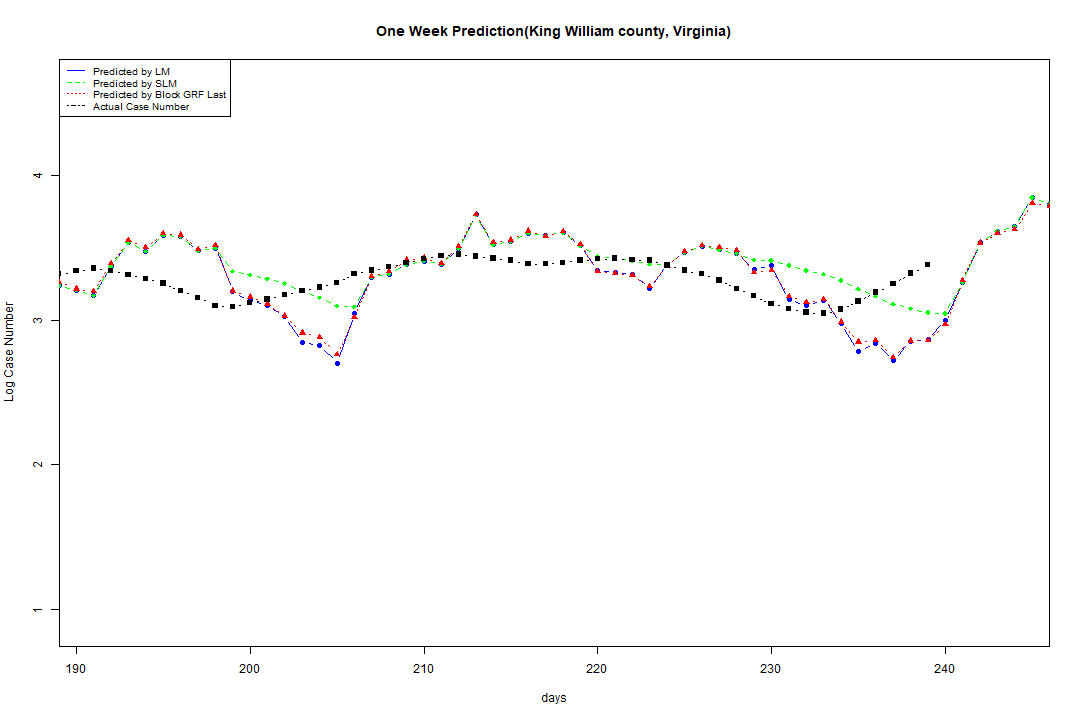 One Week Prediction(King William county, Virginia)
Predicted by LM
Predicted by SLM
Predicted by Block GRF Last
Actual Case Number
4
3
2
1
Log Case Number
190 200 210 220 230 240
days